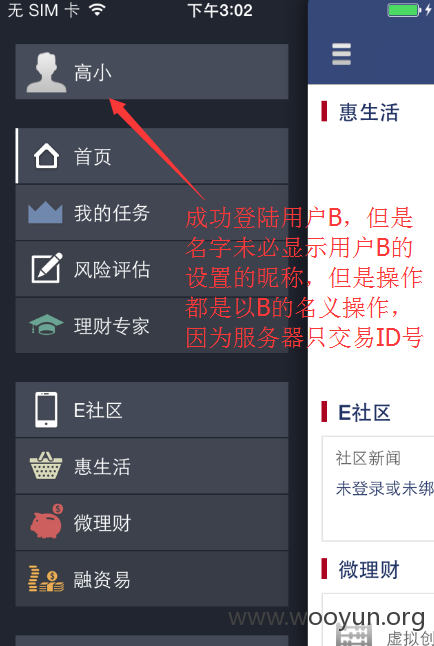 无 SIM 卡
下午3:02
高小
首页
我的任务
风险评估
理财专家
E社区
惠生活
微理财
融资易
惠生活
成功登陆用户B，但是
名字未必显示用户B的
设置的昵称，但是操作
都是以B的名义操作，
因为服务器只交易ID号
E社区
社区新闻
未登录或未绑
微理财
虚拟创
www.wooyun.org